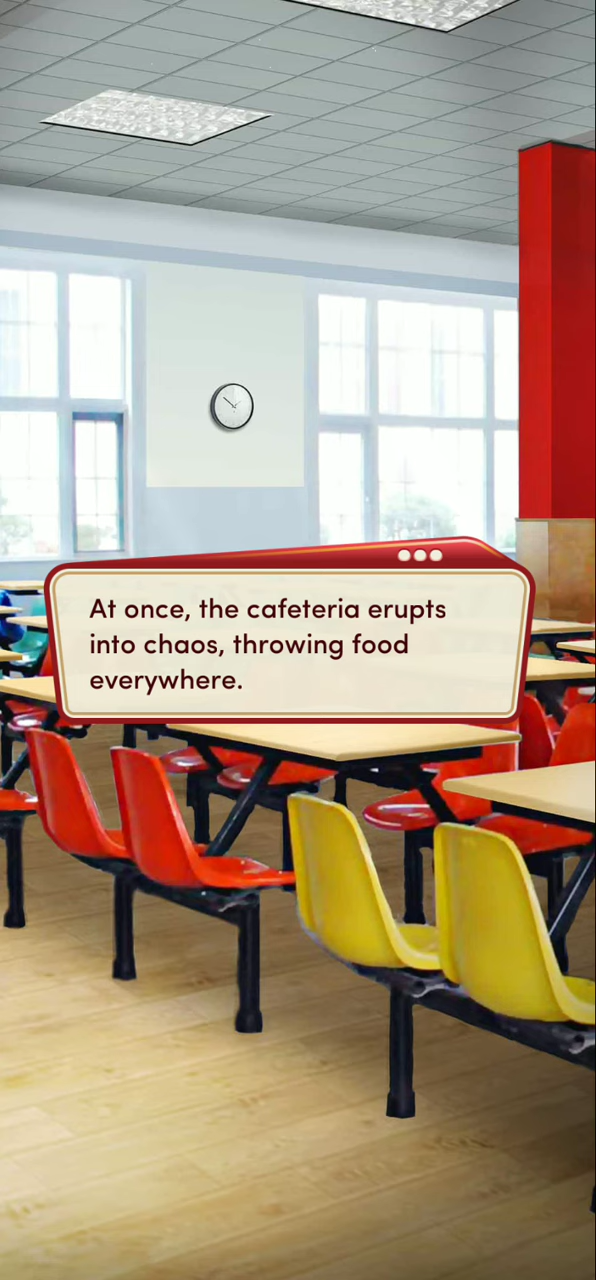 At once, the cafeteria erupts
into chaos, throwing food
everywhere.